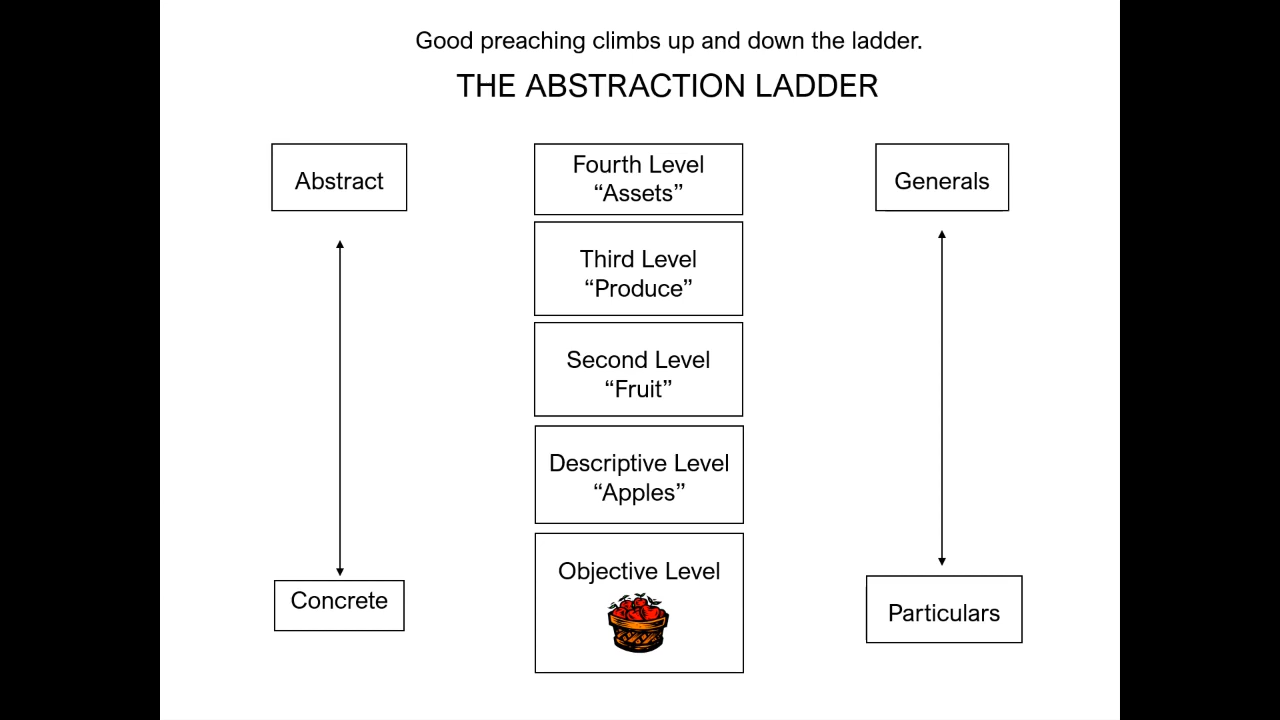 Good preaching climbs up and down the ladder.
THE ABSTRACTION LADDER
Abstract
Fourth Level
“Assets”
Generals
Third Level
“Produce”
Second Level
“Fruit”
Descriptive Level
“Apples”
Objective Level
Concrete
Particulars